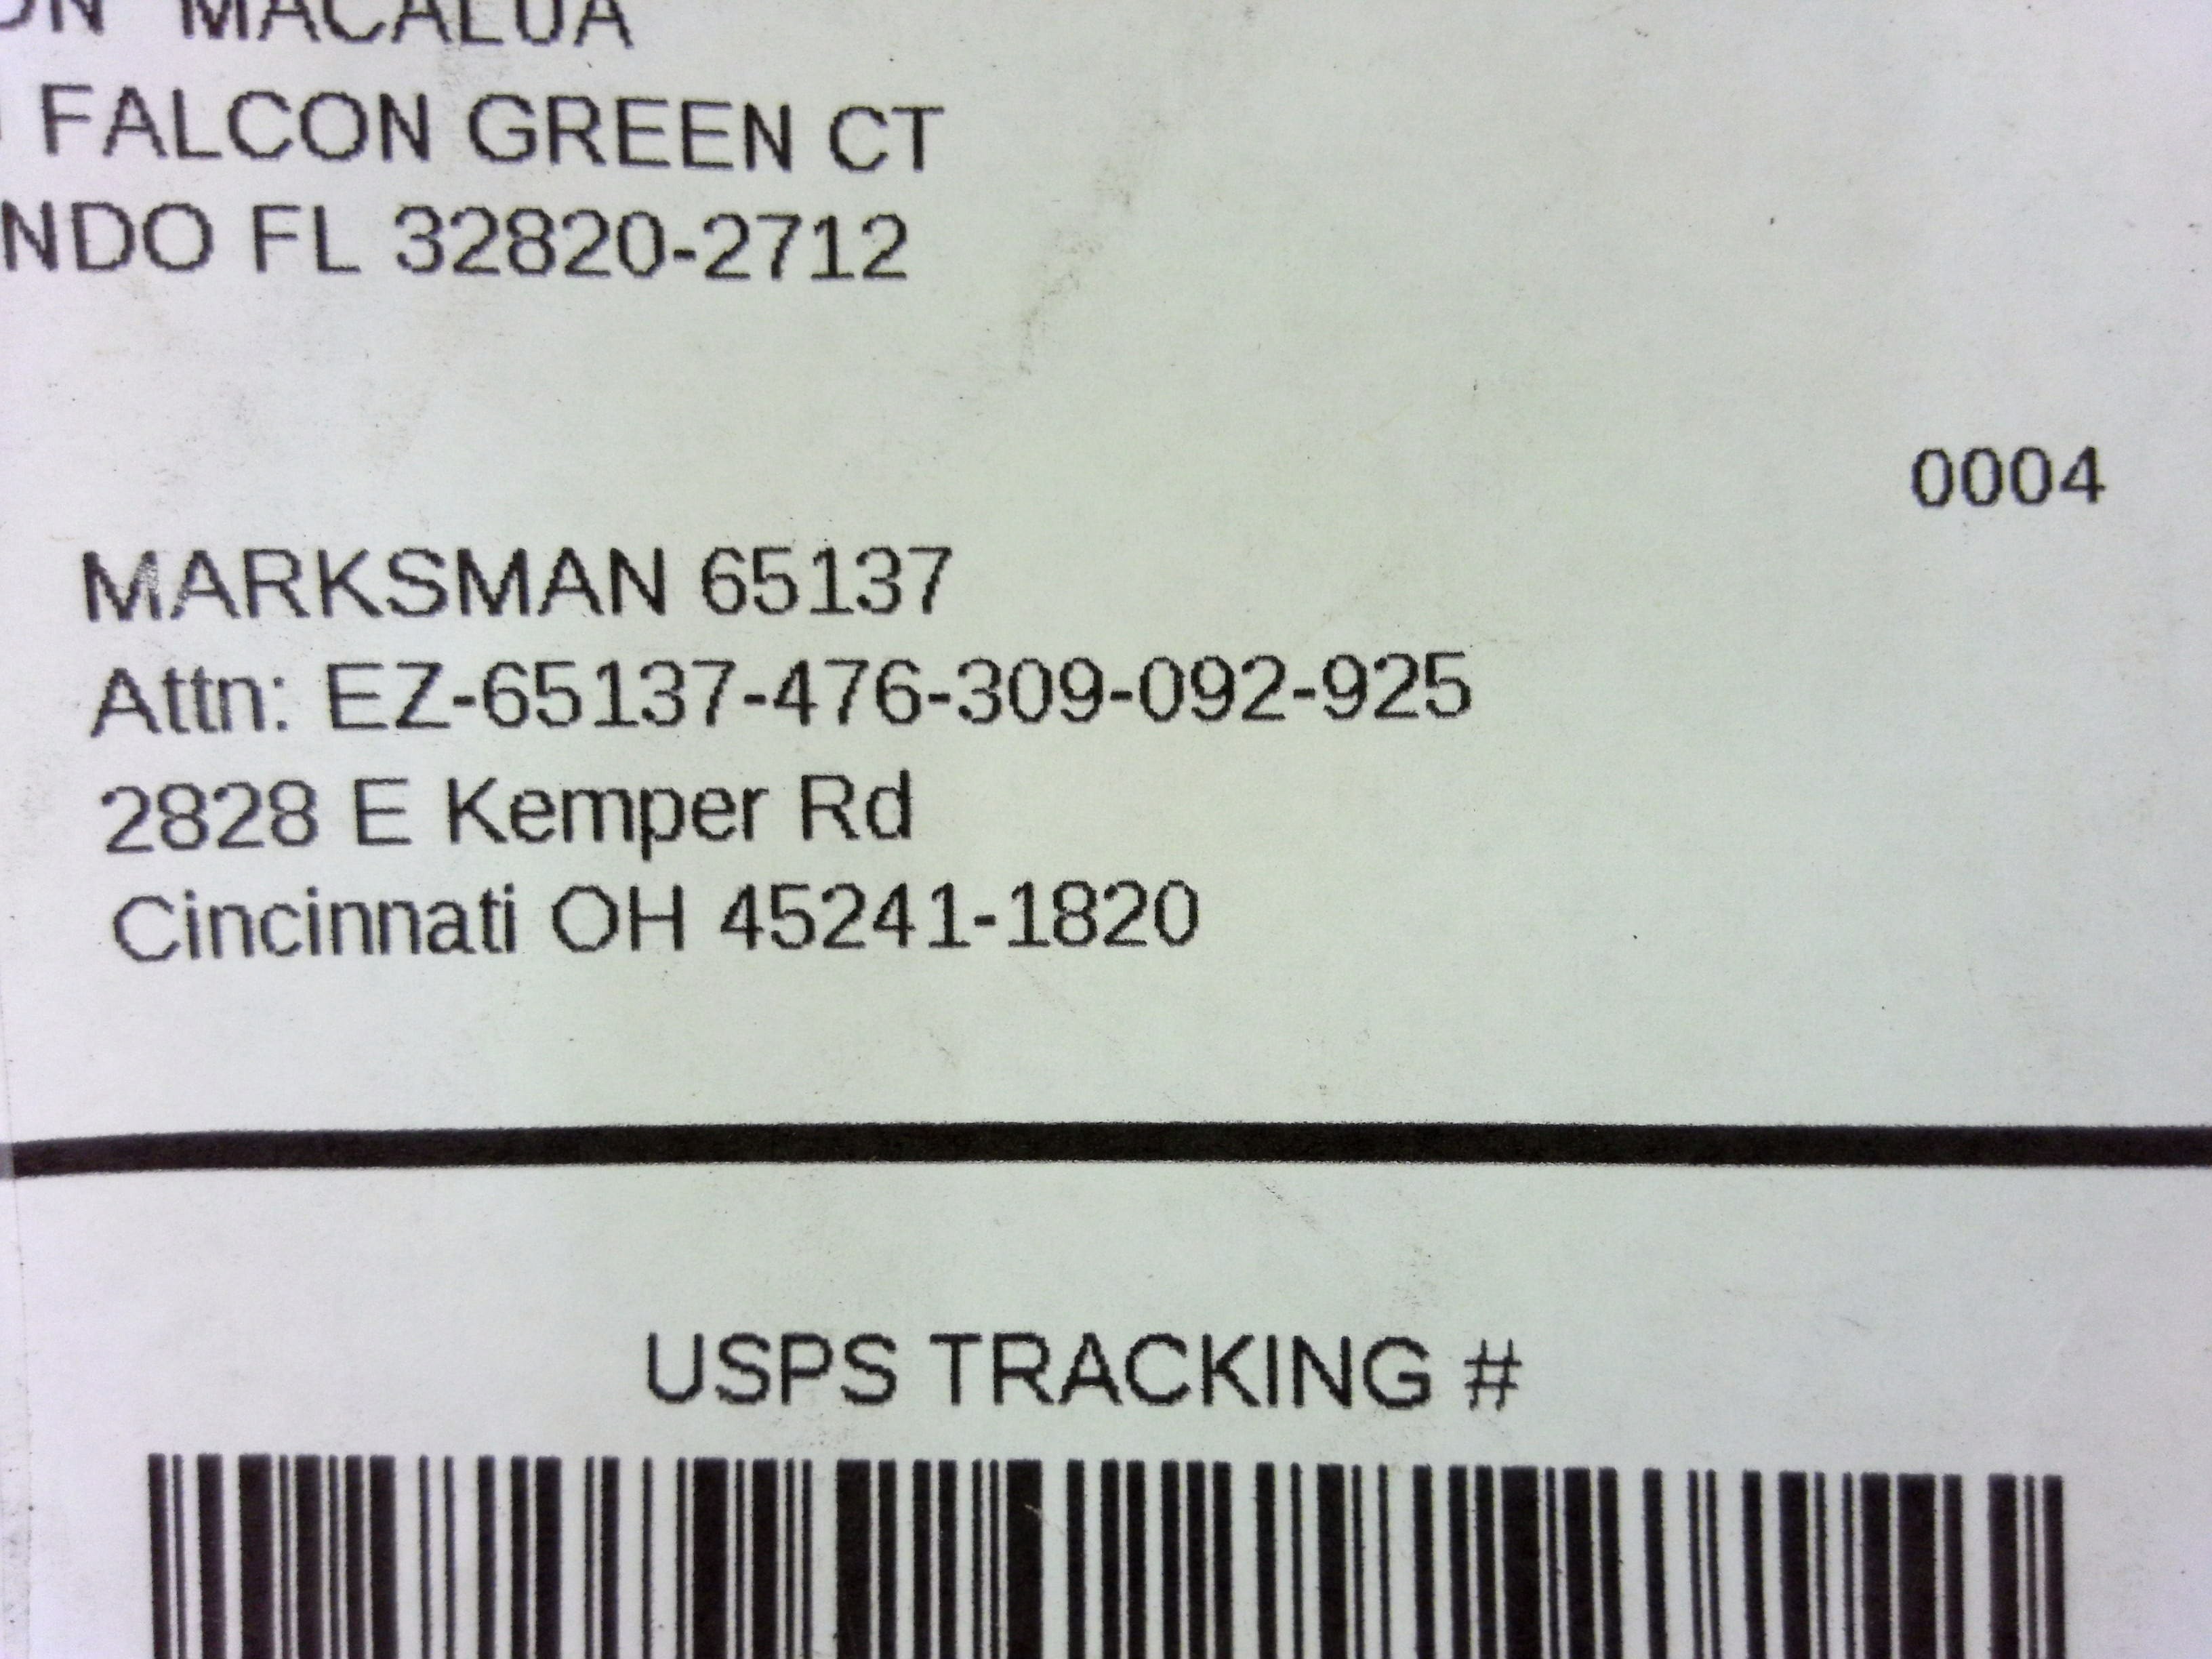 MACALUA
FALCON GREEN CT
NDO FL 32820-2712
0004
MARKSMAN 65137
Attn: EZ-65137-476-309-092-925
2828 E Kemper Rd
Cincinnati OH 45241-1820
USPS TRACKING #